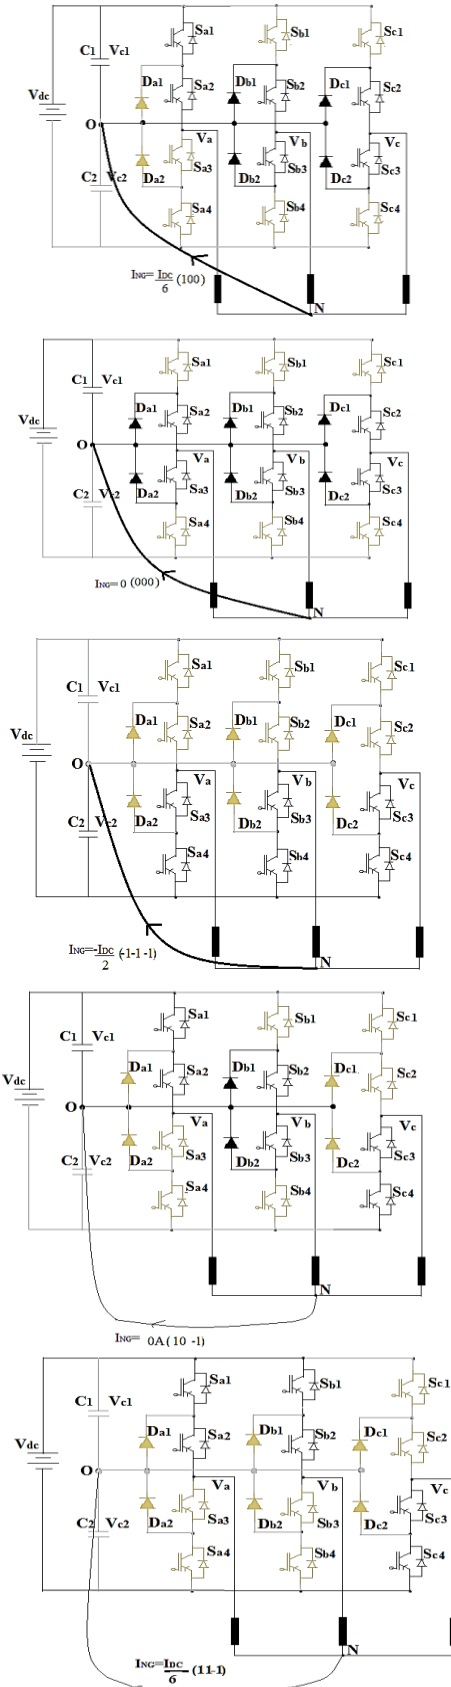 Sa1 Sb1 Sc1
C1 Vc1
Vdc Da1 Sa2 Db1 Sb2 Dc1 Sc2
O Va Vb Vc
C2 Vc2 Da2 Sa3 Db2 Sb3 Dc2 Sc3
Sa4 Sb4 Sc4
ING= IDC/6 (100)
N
Sa1 Sb1 Sc1
C1 Vc1
Vdc Da1 Sa2 Db1 Sb2 Dc1 Sc2
O Va Vb Vc
C2 Vc2 Da2 Sa3 Db2 Sb3 Dc2 Sc3
Sa4 Sb4 Sc4
ING= 0 (000)
N
Sa1 Sb1 Sc1
C1 Vc1
Vdc Da1 Sa2 Db1 Sb2 Dc1 Sc2
O Va Vb Vc
C2 Vc2 Da2 Sa3 Db2 Sb3 Dc2 Sc3
Sa4 Sb4 Sc4
ING= -IDC/2 (-1-1 -1)
N
Sa1 Sb1 Sc1
C1 Vc1
Vdc Da1 Sa2 Db1 Sb2 Dc1 Sc2
O Va Vb Vc
C2 Vc2 Da2 Sa3 Db2 Sb3 Dc2 Sc3
Sa4 Sb4 Sc4
N
ING= 0A (10 -1)
Sa1 Sb1 Sc1
C1 Vc1
Vdc Da1 Sa2 Db1 Sb2 Dc1 Sc2
O Va Vb Vc
C2 Vc2 Da2 Sa3 Db2 Sb3 Dc2 Sc3
Sa4 Sb4 Sc4
N
ING= IDC/6 (11-1)